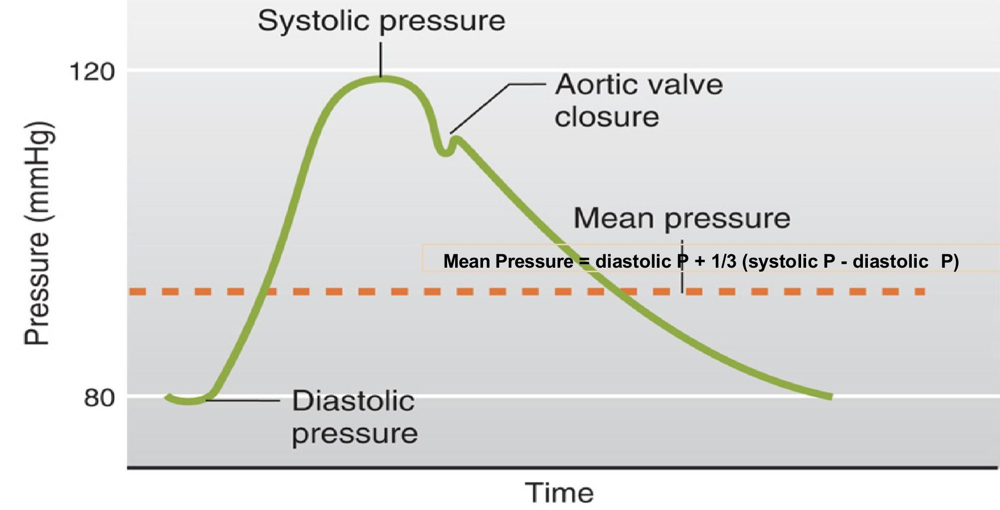 Systolic pressure
120
Aortic valve
closure
Pressure (mmHg)
Mean pressure
Mean Pressure = diastolic P + 1/3 (systolic P - diastolic  P)
80
Diastolic
pressure
Time